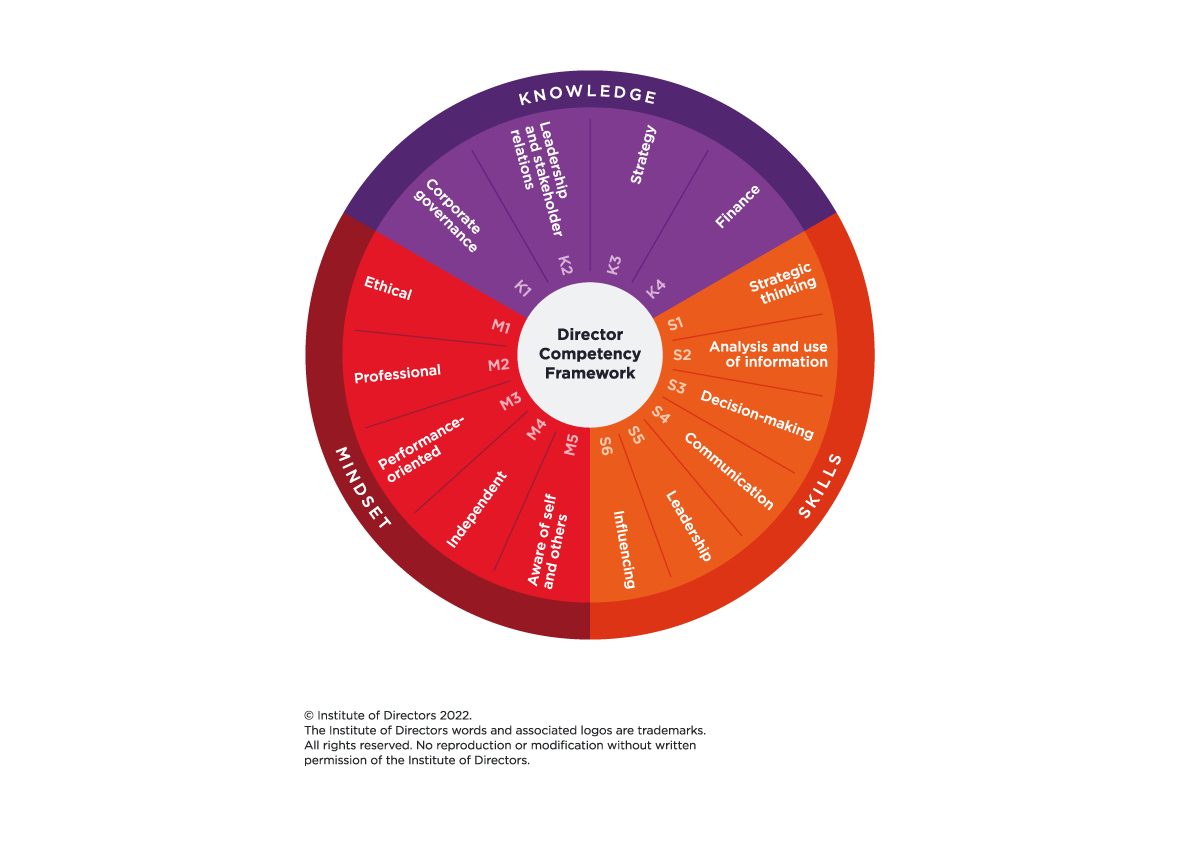 KNOWLEDGE
Corporate
governance
K1
Leadership
and stakeholder
relations
K2
Strategy
K3
Finance
K4
SKILLS
Strategic
thinking
S1
Analysis and use
of information
S2
Decision-making
S3
Communication
S4
Leadership
S5
Influencing
S6
MINDSET
Ethical
M1
Professional
M2
Performance-
oriented
M3
Independent
M4
Aware of self
and others
M5
Director
Competency
Framework
© Institute of Directors 2022.
The Institute of Directors words and associated logos are trademarks.
All rights reserved. No reproduction or modification without written
permission of the Institute of Directors.